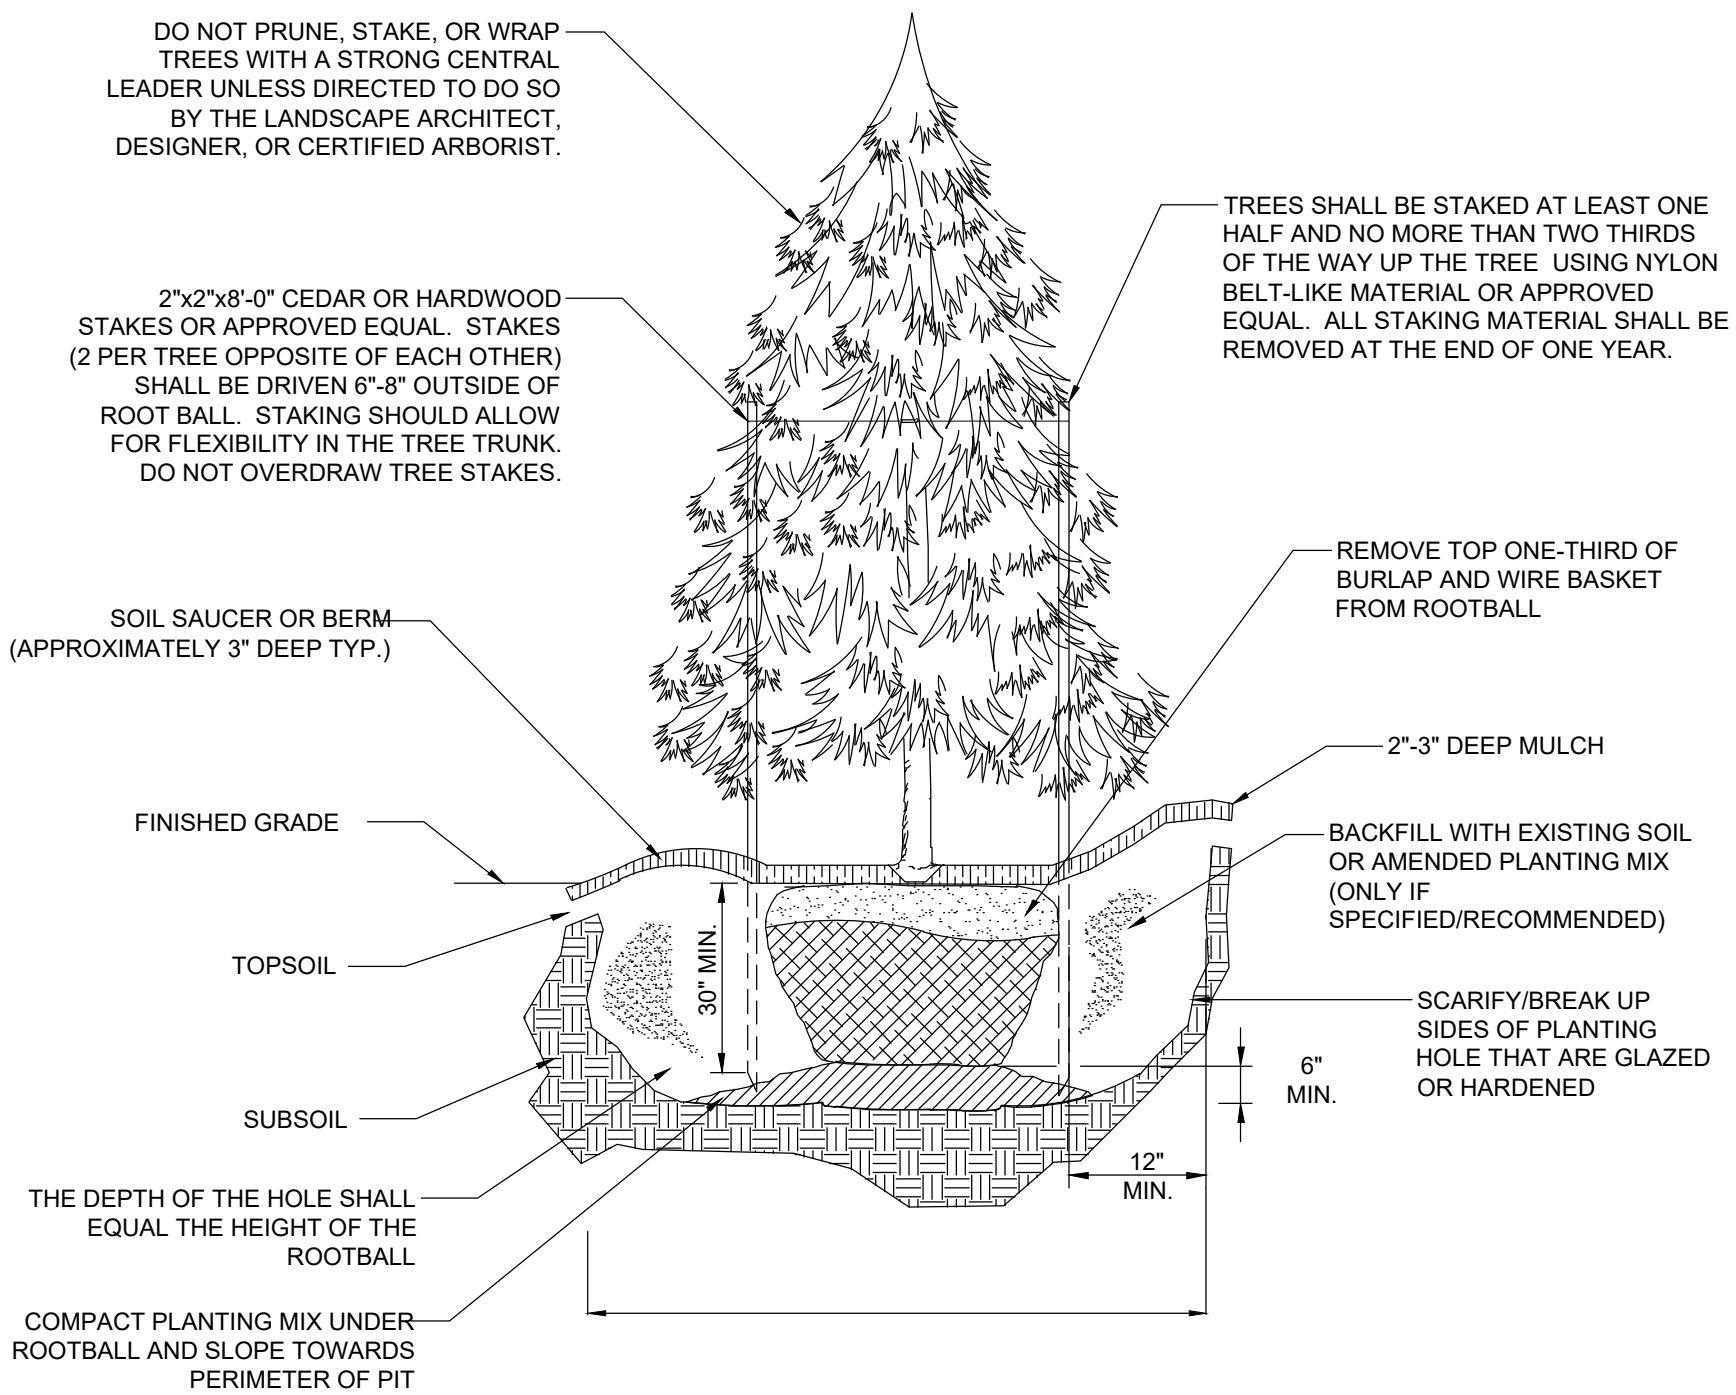 DO NOT PRUNE, STAKE, OR WRAP
TREES WITH A STRONG CENTRAL
LEADER UNLESS DIRECTED TO DO SO
BY THE LANDSCAPE ARCHITECT,
DESIGNER, OR CERTIFIED ARBORIST.
TREES SHALL BE STAKED AT LEAST ONE
HALF AND NO MORE THAN TWO THIRDS
OF THE WAY UP THE TREE USING NYLON
BELT-LIKE MATERIAL OR APPROVED
EQUAL. ALL STAKING MATERIAL SHALL BE
REMOVED AT THE END OF ONE YEAR.
2"x2"x8'-0" CEDAR OR HARDWOOD
STAKES OR APPROVED EQUAL. STAKES
(2 PER TREE OPPOSITE OF EACH OTHER)
SHALL BE DRIVEN 6"-8" OUTSIDE OF
ROOT BALL. STAKING SHOULD ALLOW
FOR FLEXIBILITY IN THE TREE TRUNK.
DO NOT OVERDRAW TREE STAKES.
REMOVE TOP ONE-THIRD OF
BURLAP AND WIRE BASKET
FROM ROOTBALL
SOIL SAUCER OR BERM
(APPROXIMATELY 3" DEEP TYP.)
2"-3" DEEP MULCH
FINISHED GRADE
BACKFILL WITH EXISTING SOIL
OR AMENDED PLANTING MIX
(ONLY IF
SPECIFIED/RECOMMENDED)
TOPSOIL
30" MIN.
SCARIFY/BREAK UP
SIDES OF PLANTING
HOLE THAT ARE GLAZED
OR HARDENED
6"
MIN.
SUBSOIL
12"
MIN.
THE DEPTH OF THE HOLE SHALL
EQUAL THE HEIGHT OF THE
ROOTBALL
COMPACT PLANTING MIX UNDER
ROOTBALL AND SLOPE TOWARDS
PERIMETER OF PIT